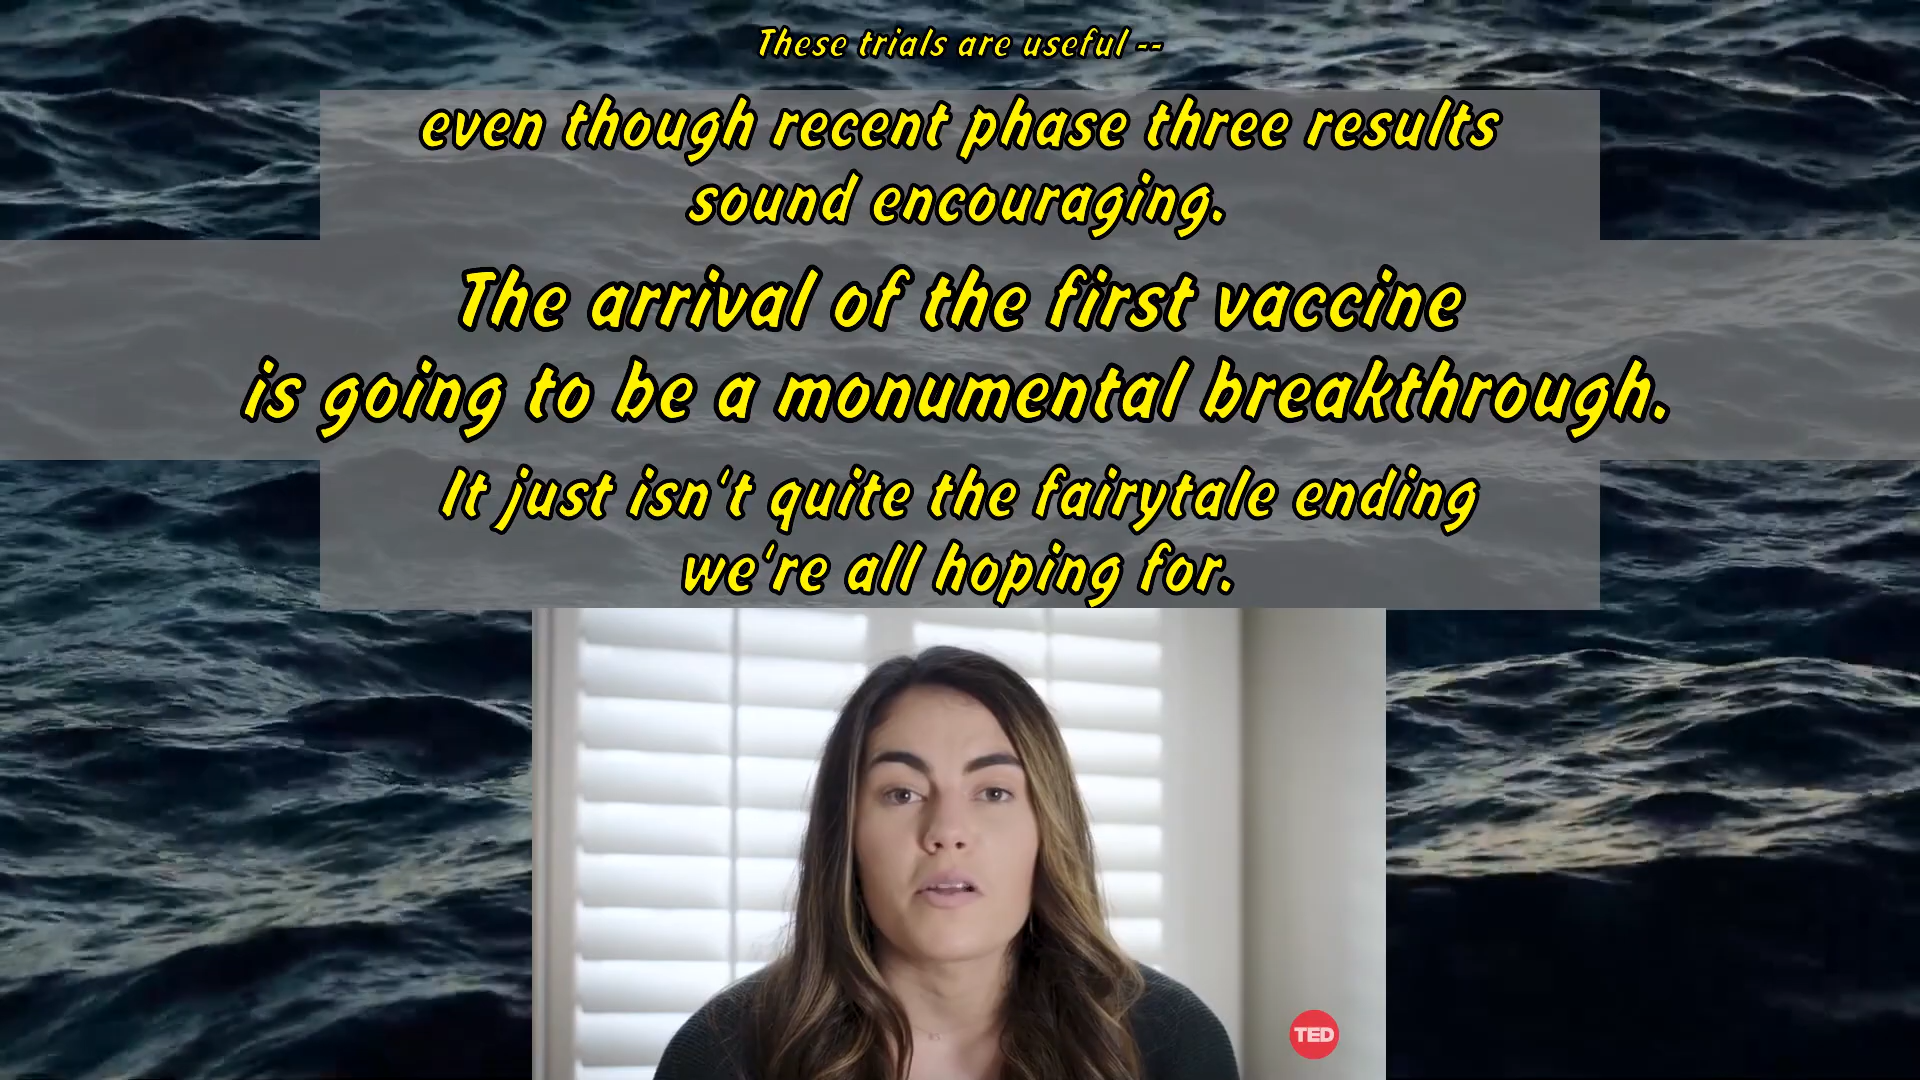 These trials are useful --
even though recent phase three results
sound encouraging.
The arrival of the first vaccine
is going to be a monumental breakthrough.
It just isn't quite the fairytale ending
we're all hoping for.
TED